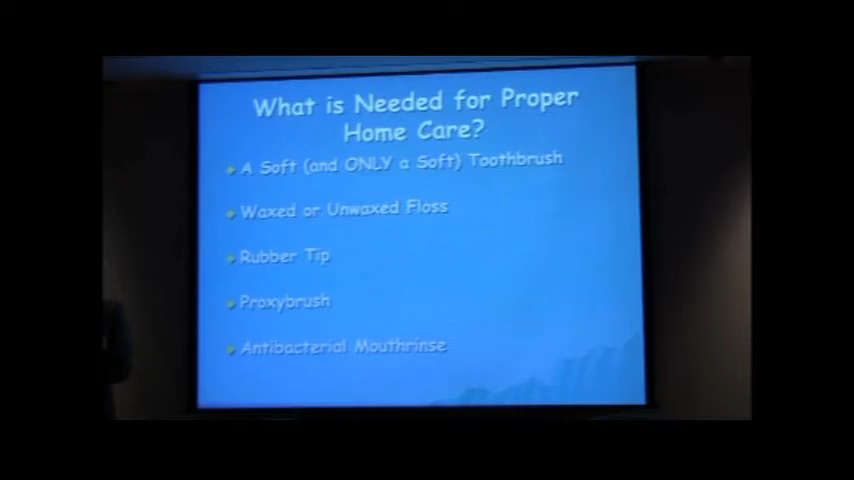 What is Needed for Proper
Home Care?
A Soft (and ONLY a Soft) Toothbrush
Waxed or Unwaxed Floss
Rubber Tip
Proxybrush
Antibacterial Mouthrinse